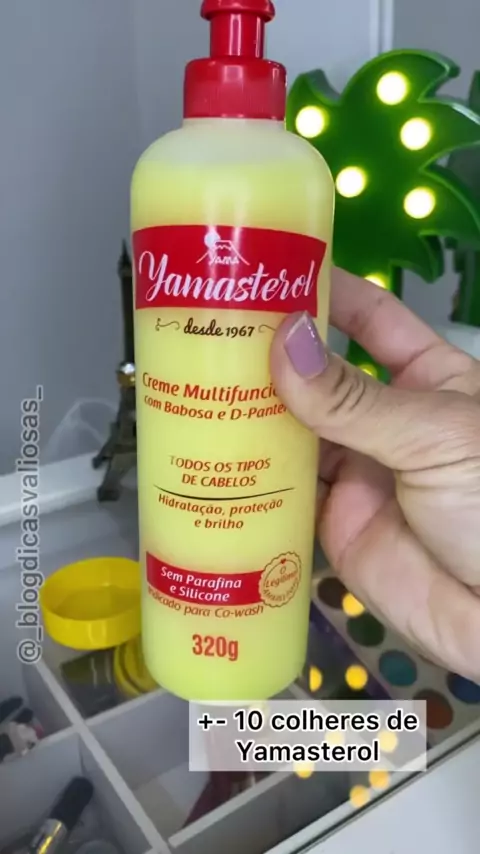 YAMA
Yamasterol
desde 1967
Creme Multifunci
com Babosa e D-Pante
TODOS OS TIPOS
DE CABELOS
Hidratação, proteção
e brilho
Sem Parafina
e Silicone
O
Legítimo
indicado para Co-wash
320g
+- 10 colheres de
Yamasterol
@_blogdicasvaliosas_